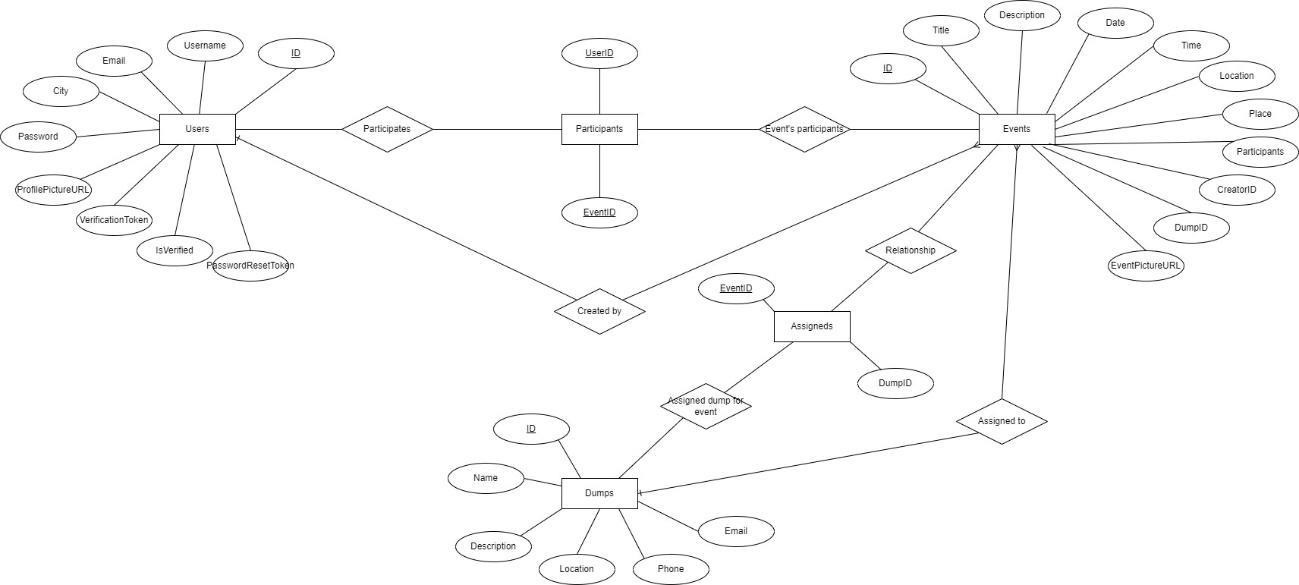 Description
Date
Title
Username
ID
UserID
Time
Email
ID
Location
City
Place
Users
Participates
Participants
Event's participants
Events
Password
Participants
ProfilePictureURL
CreatorID
VerificationToken
EventID
DumpID
IsVerified
PasswordResetToken
Relationship
EventPictureURL
EventID
Created by
Assigneds
DumpID
Assigned dump for
event
Assigned to
ID
Name
Dumps
Email
Description
Location
Phone